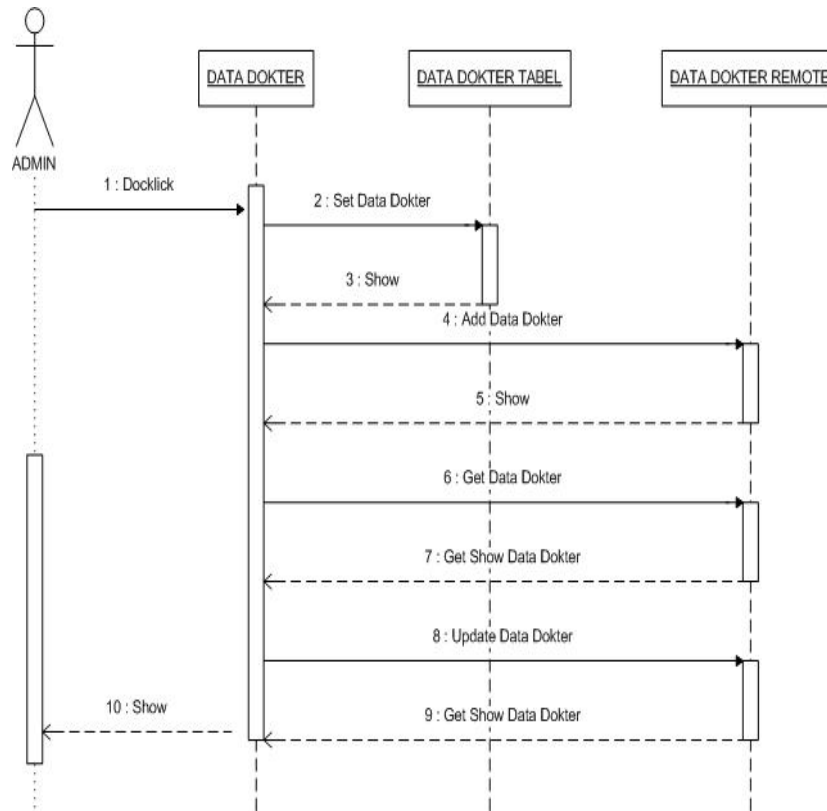 DATA DOKTER
DATA DOKTER TABEL
DATA DOKTER REMOTE
ADMIN
1 : Docklick
2 : Set Data Dokter
3 : Show
4 : Add Data Dokter
5 : Show
6 : Get Data Dokter
7 : Get Show Data Dokter
8 : Update Data Dokter
10 : Show
9 : Get Show Data Dokter